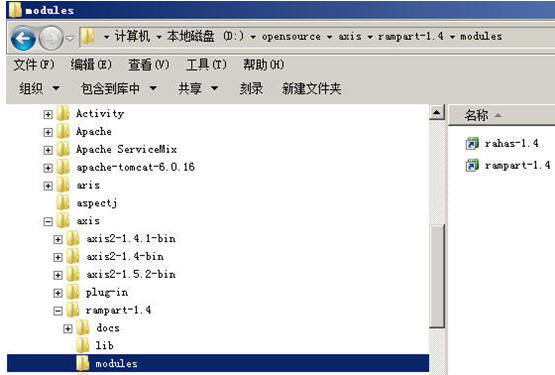 modules
计算机 本地磁盘 (D:) opensource axis rampart-1.4 modules
文件(F) 编辑(E) 查看(V) 工具(T) 帮助(H)
组织 包含到库中 共享 刻录 新建文件夹
Activity
Apache
Apache ServiceMix
apache-tomcat-6.0.16
aris
aspectj
axis
axis2-1.4.1-bin
axis2-1.4-bin
axis2-1.5.2-bin
plug-in
rampart-1.4
docs
lib
modules
名称
rahas-1.4
rampart-1.4